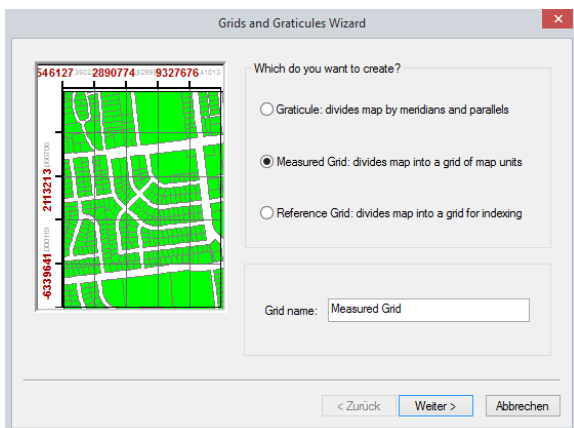 Grids and Graticules Wizard
546127 2890774 9327676
Which do you want to create?
Graticule: divides map by meridians and parallels
Measured Grid: divides map into a grid of map units
Reference Grid: divides map into a grid for indexing
2113213
-6339641
Grid name: Measured Grid
< Zurück Weiter > Abbrechen